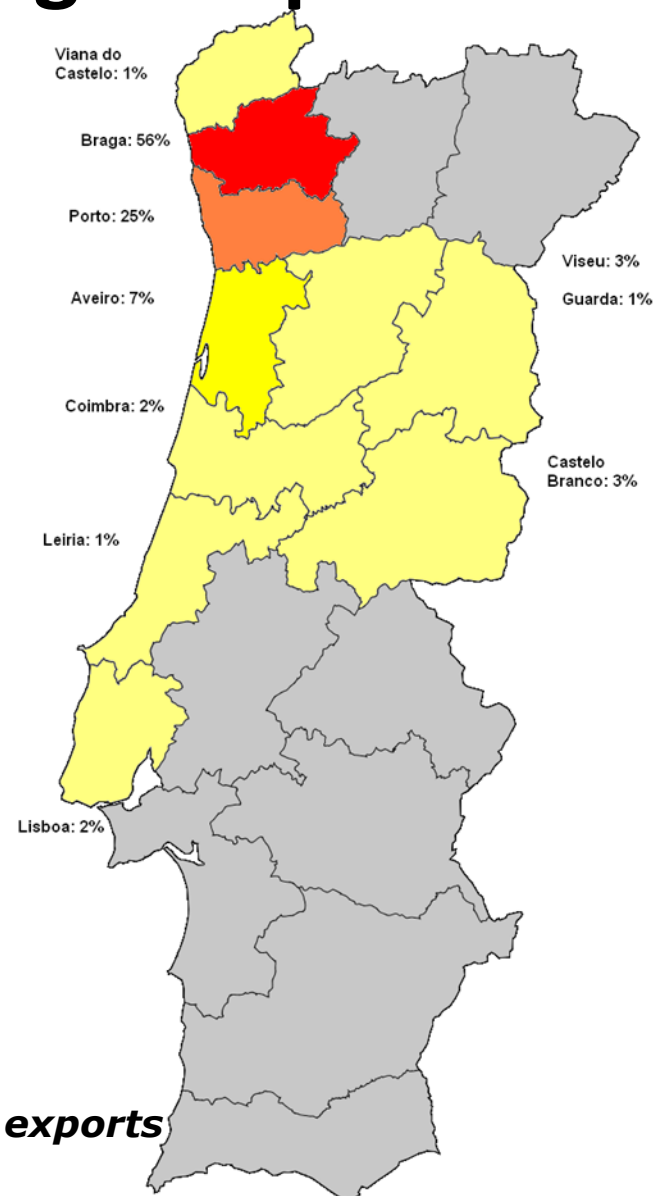 Viana do
Castelo: 1%
Braga: 56%
Porto: 25%
Viseu: 3%
Aveiro: 7%
Guarda: 1%
Coimbra: 2%
Castelo
Branco: 3%
Leiria: 1%
Lisboa: 2%
exports